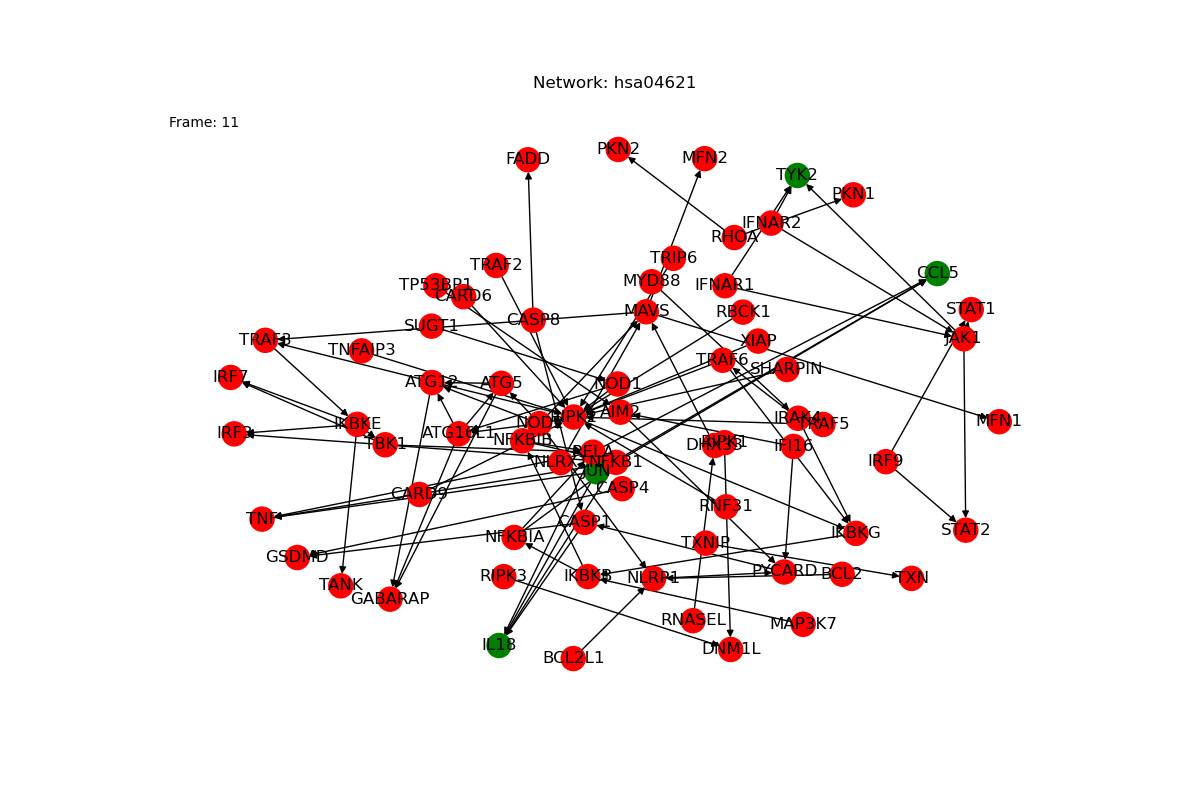 Network: hsa04621
Frame: 11
PKN2
FADD
MFN2
TYK2
PKN1
IFNAR2
RHOA
TRIP6
TRAF2
CCL5
MYD88
TP53BP1
IFNAR1
CARD6
STAT1
MAVS
RBCK1
CASP8
SUGT1
JAK1
TRAF3
XIAP
TNFAIP3
TRAF6
SHARPIN
IRF7
ATG12
ATG5
NOD1
AIM2
RIPK2
IRAK4
MFN1
NOD2
IKBKE
TRAF5
IRF3
ATG16L1
NFKBIB
TBK1
RIPK1
DHX33
IFI16
RELA
NLRX1
NFKB1
IRF9
JUN
CASP4
CARD9
RNF31
TNF
CASP1
STAT2
IKBKG
NFKBIA
TXNIP
GSDMD
PYCARD
BCL2
RIPK3
IKBKB
NLRP1
TXN
TANK
GABARAP
RNASEL
MAP3K7
IL18
DNM1L
BCL2L1